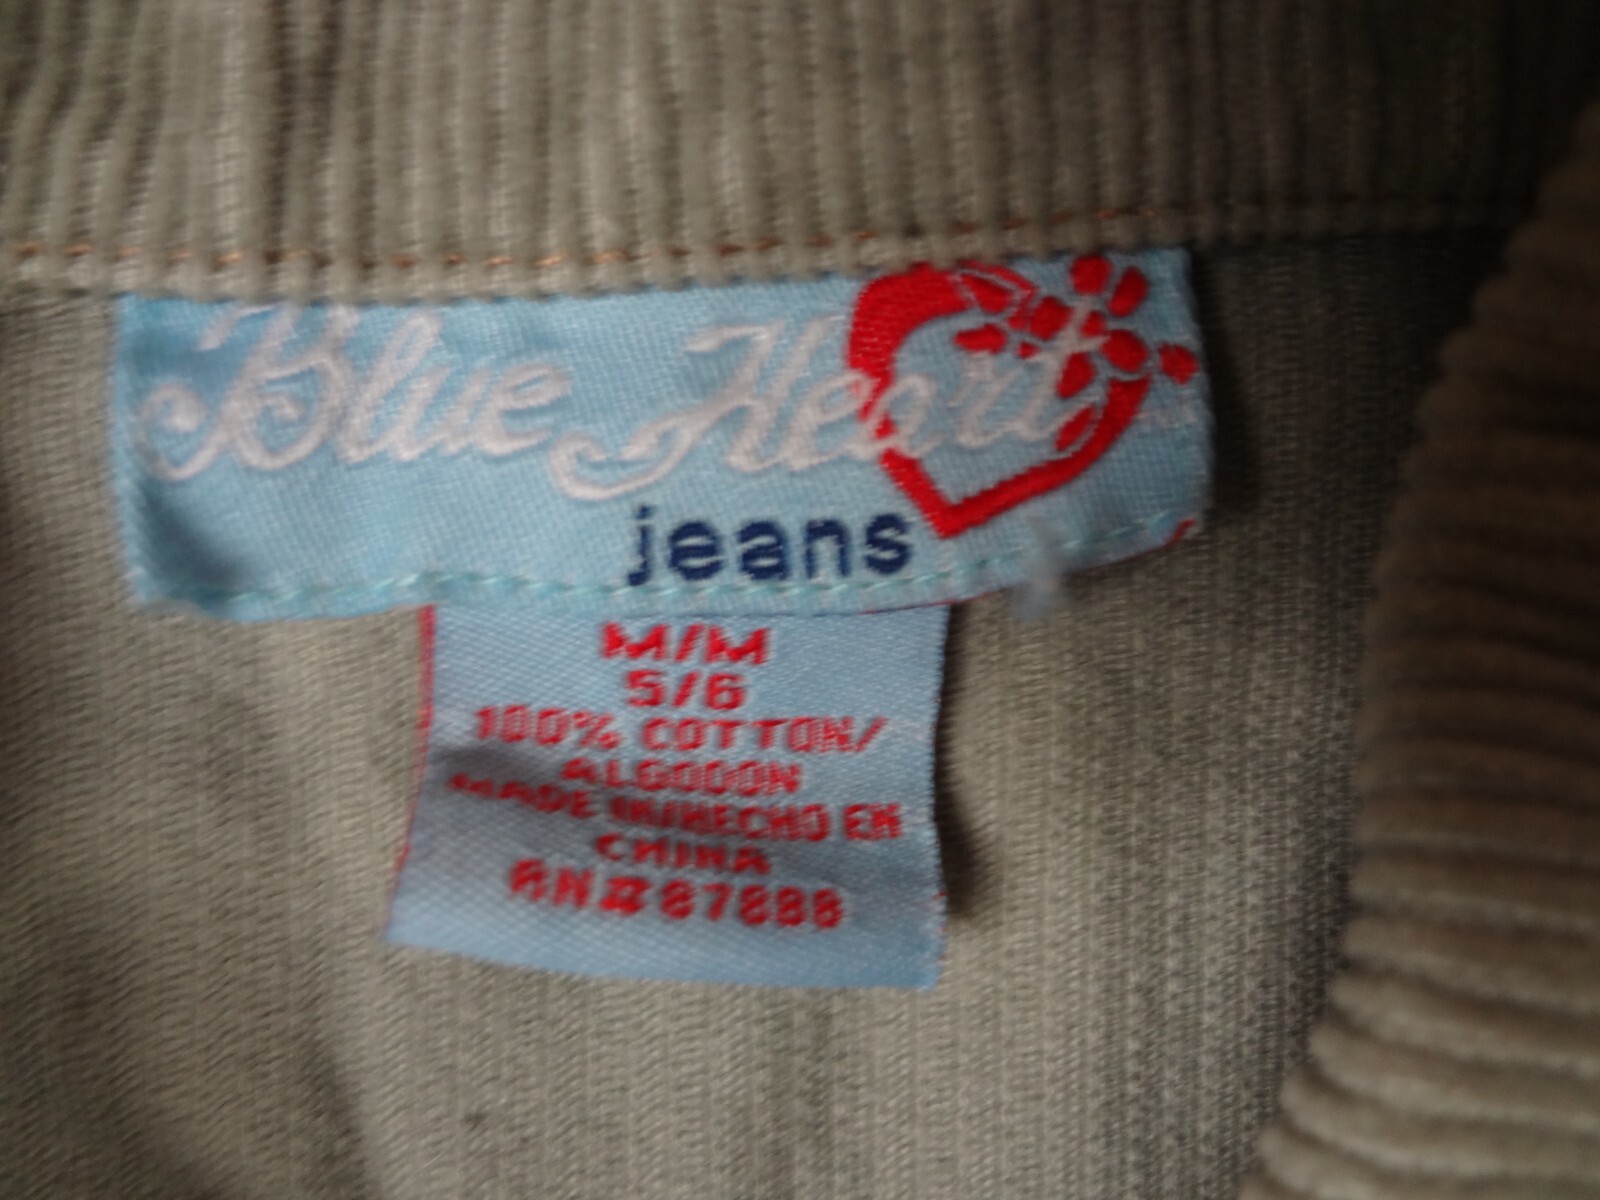 Blue Heart
jeans
M/M
5/6
100% COTTON/
ALGODON
MADE IN/HECHO EN
CHINA
RN#87888